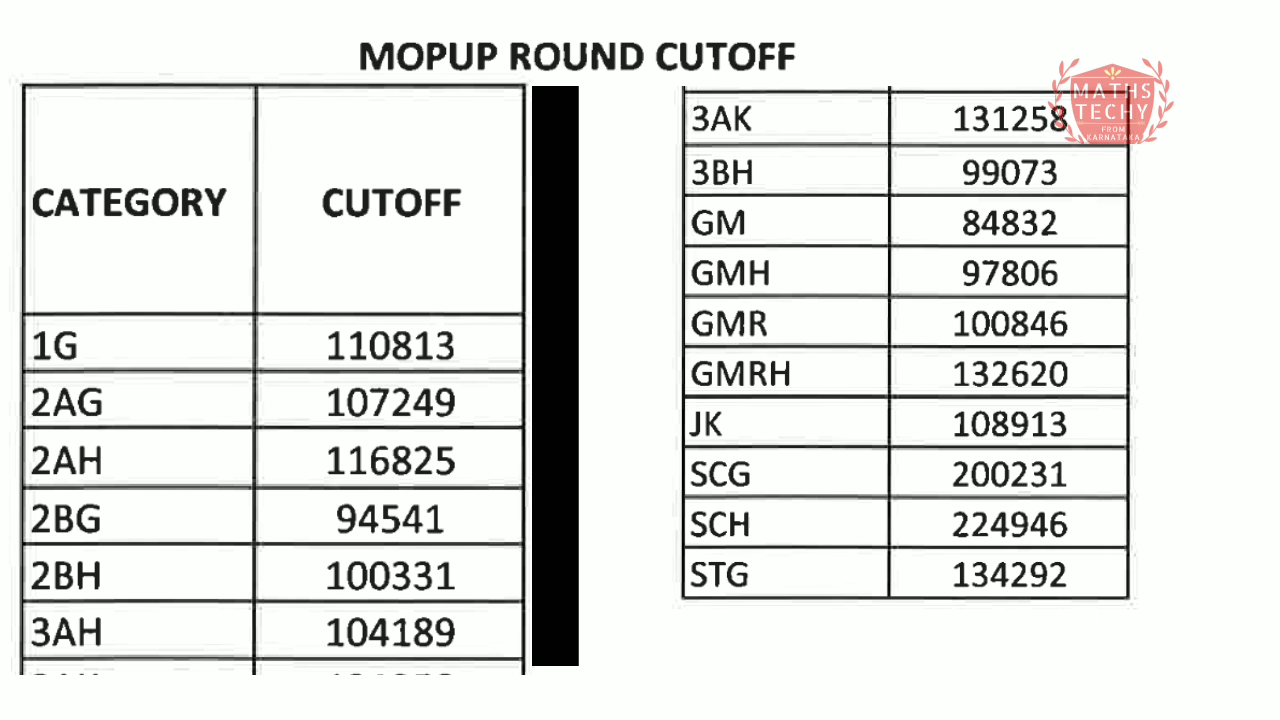 MOPUP ROUND CUTOFF
CATEGORY CUTOFF
1G 110813
2AG 107249
2AH 116825
2BG 94541
2BH 100331
3AH 104189
3AK 131258
3BH 99073
GM 84832
GMH 97806
GMR 100846
GMRH 132620
JK 108913
SCG 200231
SCH 224946
STG 134292
MATHS
TECHY
FROM
KARNATAKA